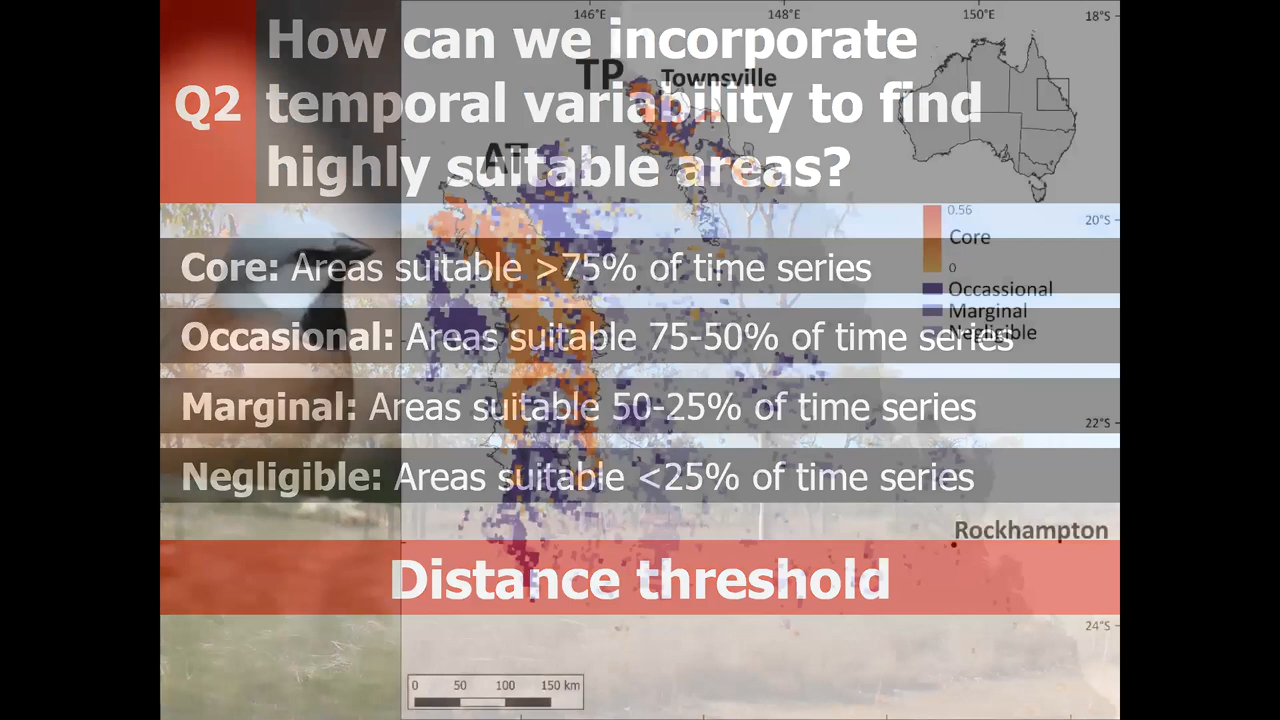 146°E
148°E
150°E
18°S
Q2
How can we incorporate
temporal variability to find
highly suitable areas?
TP
Townsville
AT
0.56
20°S
Core
0
Occassional
Marginal
Negligible
Core: Areas suitable >75% of time series
Occasional: Areas suitable 75-50% of time series
Marginal: Areas suitable 50-25% of time series
22°S
Negligible: Areas suitable <25% of time series
Rockhampton
Distance threshold
24°S
0 50 100 150 km